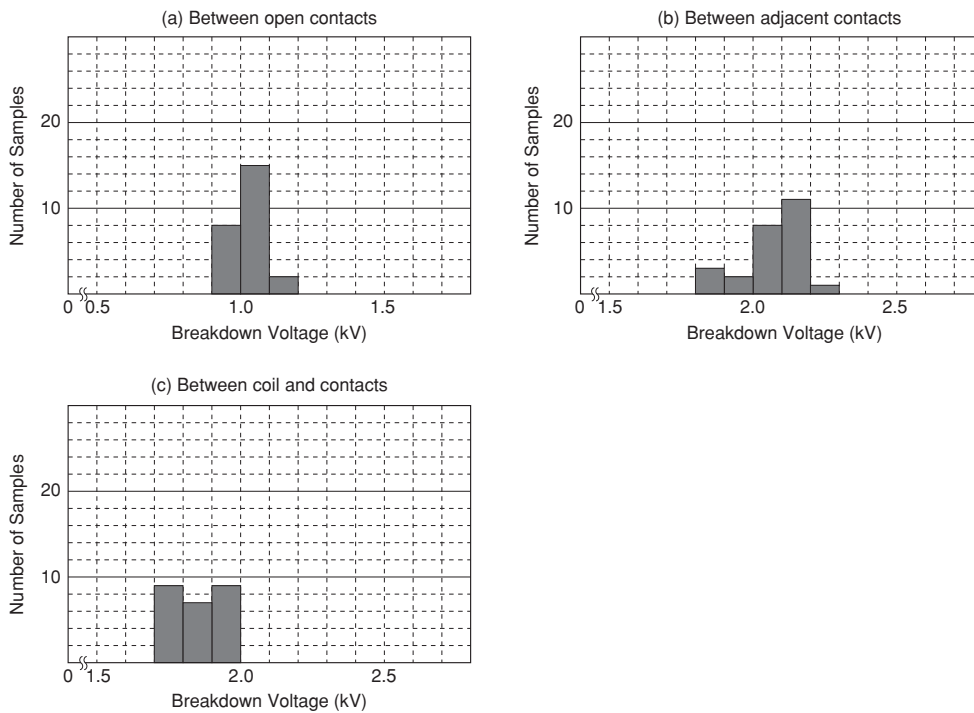 (a) Between open contacts
Number of Samples
20
10
0 0.5 1.0 1.5
Breakdown Voltage (kV)
(b) Between adjacent contacts
Number of Samples
20
10
0 1.5 2.0 2.5
Breakdown Voltage (kV)
(c) Between coil and contacts
Number of Samples
20
10
0 1.5 2.0 2.5
Breakdown Voltage (kV)